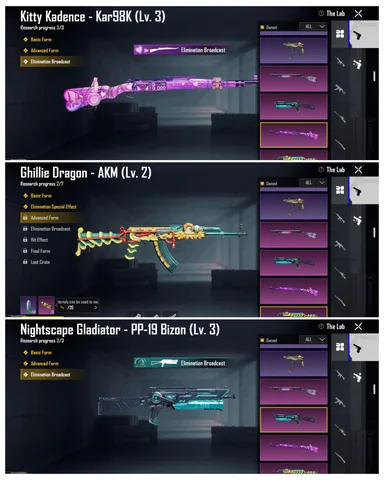 Kitty Kadence - Kar98K (Lv. 3)
Research progress 3/3
Basic Form
Advanced Form
Elimination Broadcast
Elimination Broadcast
? The Lab
Owned
ALL
Ghillie Dragon - AKM (Lv. 2)
Research progress 2/7
Basic Form
Elimination Special Effect
Advanced Form
Elimination Broadcast
Hit Effect
Final Form
Loot Crate
? The Lab
Owned
ALL
Nightscape Gladiator - PP-19 Bizon (Lv. 3)
Research progress 3/3
Basic Form
Advanced Form
Elimination Broadcast
Elimination Broadcast
? The Lab
Owned
ALL